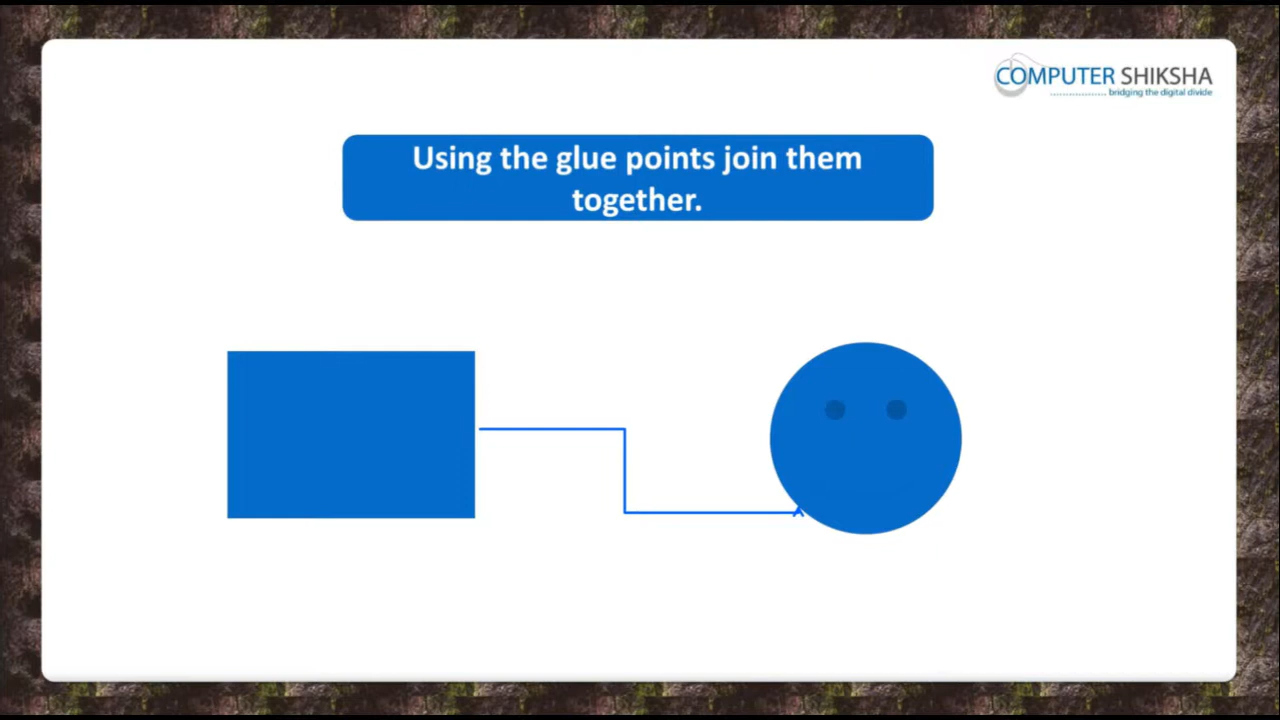 COMPUTER SHIKSHA
bridging the digital divide
Using the glue points join them
together.